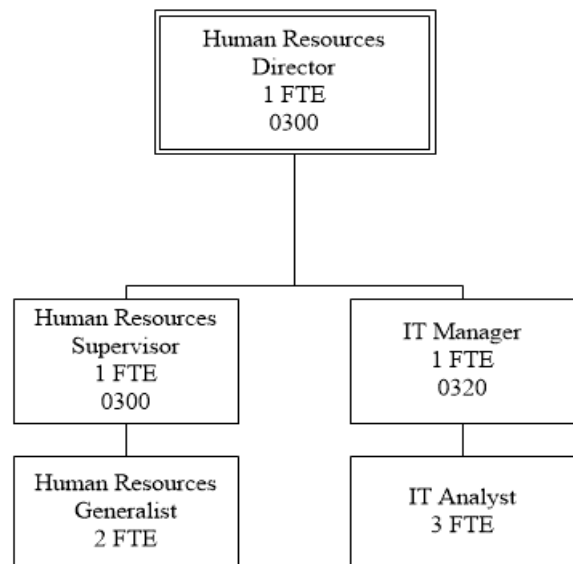 Human Resources
Director
1 FTE
0300
Human Resources
Supervisor
1 FTE
0300
IT Manager
1 FTE
0320
Human Resources
Generalist
2 FTE
IT Analyst
3 FTE